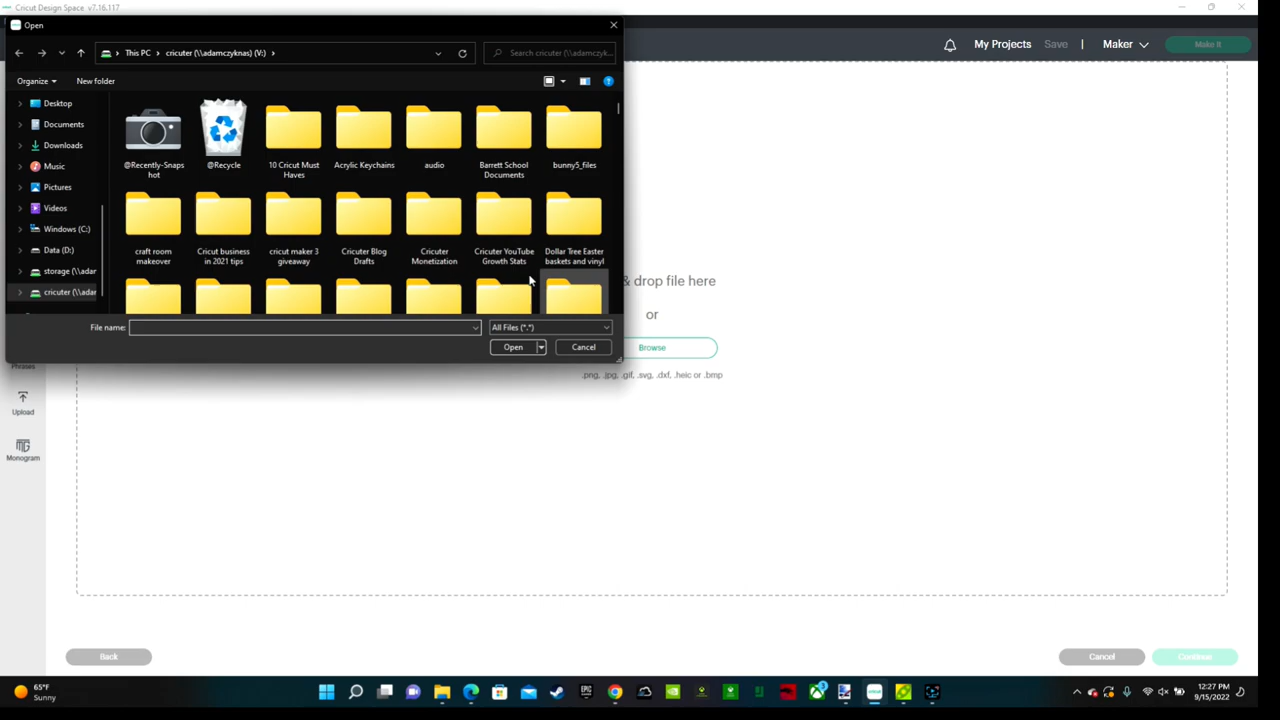 Cricut Design Space v7.16.117
Open
This PC > cricuter (\\adamczyknas) (V:) >
Search cricuter (\\adamczyk...
My Projects Save | Maker Make It
Organize New folder
Desktop
Documents
Downloads
Music
Pictures
Videos
Windows (C:)
Data (D:)
storage (\\adar
cricuter (\\adar
@Recently-Snaps
hot
@Recycle
10 Cricut Must
Haves
Acrylic Keychains
audio
Barrett School
Documents
bunny5_files
craft room
makeover
Cricut business
in 2021 tips
cricut maker 3
giveaway
Cricuter Blog
Drafts
Cricuter
Monetization
Cricuter YouTube
Growth Stats
Dollar Tree Easter
baskets and vinyl
File name:
All Files (*.*)
Open Cancel
& drop file here
or
Browse
.png, .jpg, .gif, .svg, .dxf, .heic or .bmp
Phrases
Upload
Monogram
Back
Cancel Continue
65°F
Sunny
12:27 PM
9/15/2022